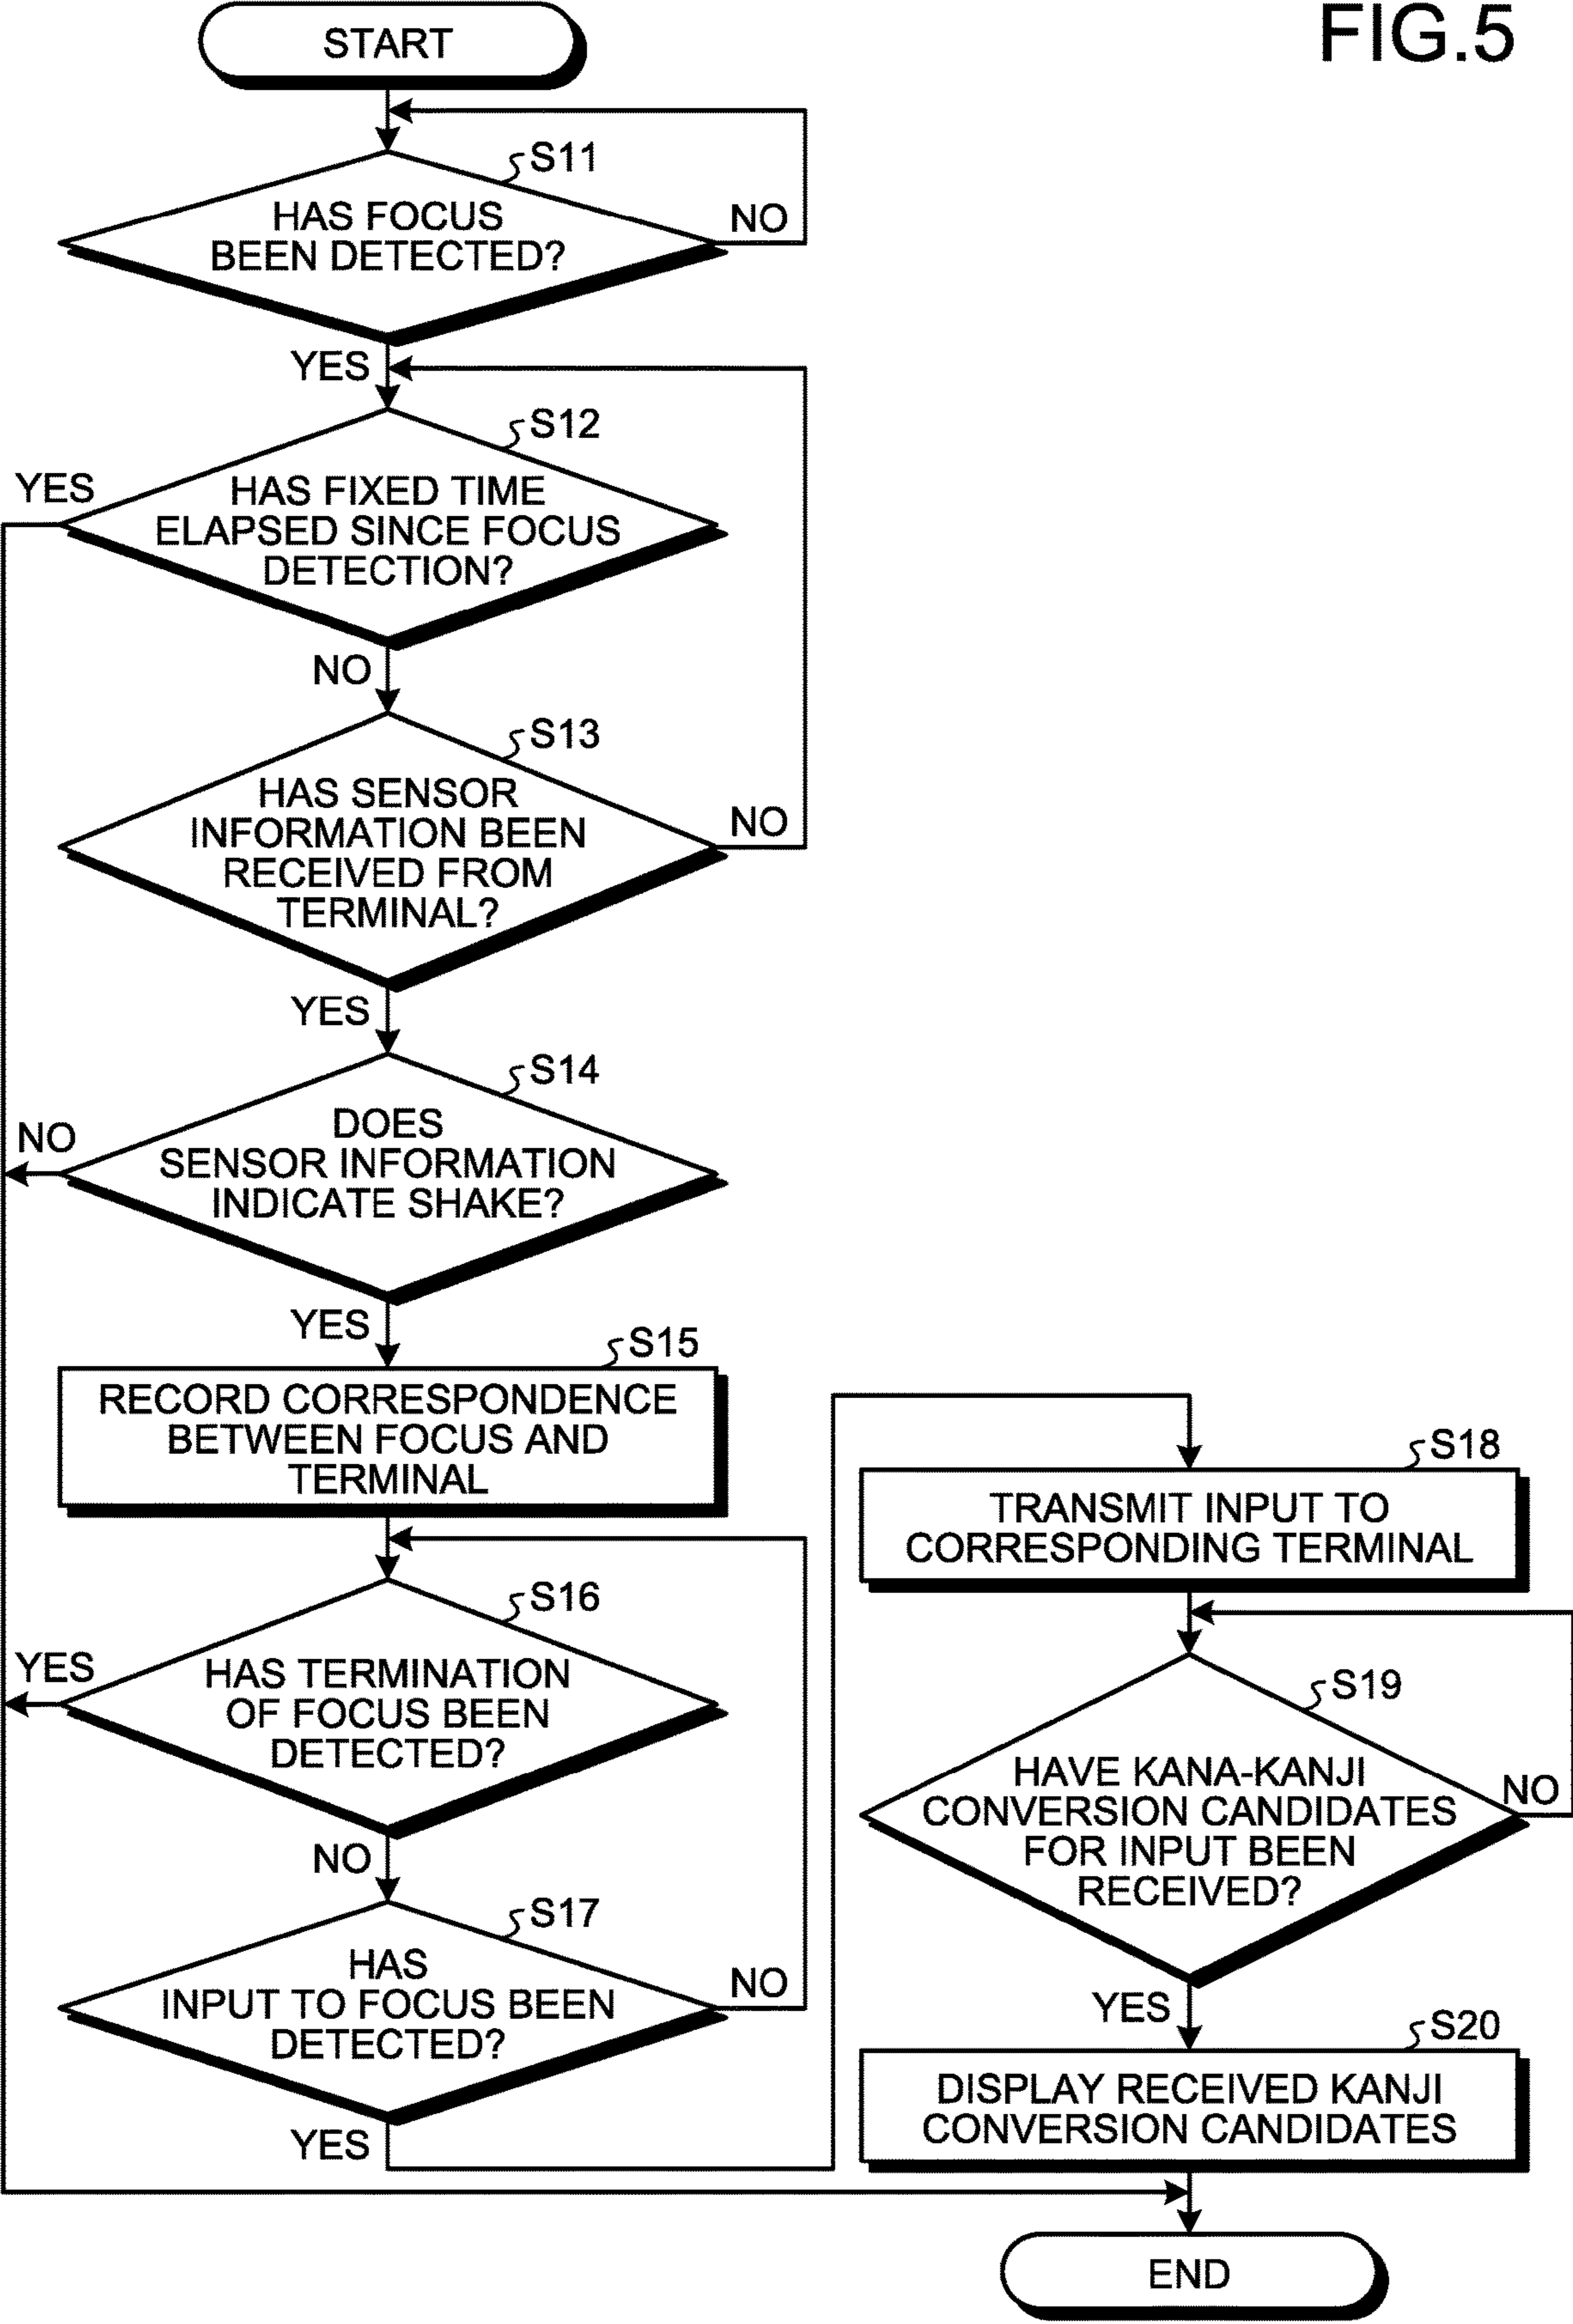 FIG.5
START
S11
HAS FOCUS
BEEN DETECTED?
NO
YES
S12
YES
HAS FIXED TIME
ELAPSED SINCE FOCUS
DETECTION?
NO
S13
HAS SENSOR
INFORMATION BEEN
RECEIVED FROM
TERMINAL?
NO
YES
S14
NO
DOES
SENSOR INFORMATION
INDICATE SHAKE?
YES
S15
RECORD CORRESPONDENCE
BETWEEN FOCUS AND
TERMINAL
S16
YES
HAS TERMINATION
OF FOCUS BEEN
DETECTED?
NO
S17
HAS
INPUT TO FOCUS BEEN
DETECTED?
NO
YES
S18
TRANSMIT INPUT TO
CORRESPONDING TERMINAL
S19
HAVE KANA-KANJI
CONVERSION CANDIDATES
FOR INPUT BEEN
RECEIVED?
NO
YES
S20
DISPLAY RECEIVED KANJI
CONVERSION CANDIDATES
END